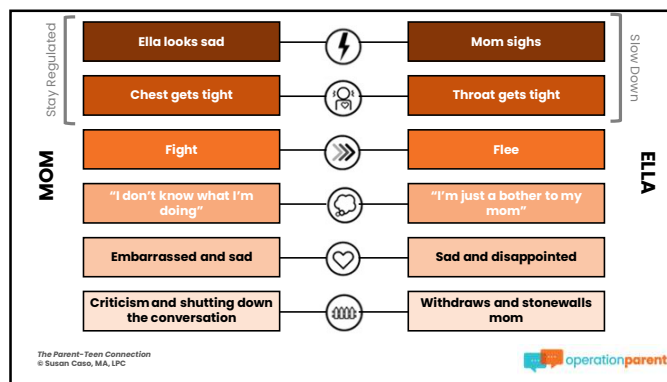 Stay Regulated
Slow Down
MOM
ELLA
Ella looks sad
Mom sighs
Chest gets tight
Throat gets tight
Fight
Flee
“I don’t know what I’m
doing”
“I’m just a bother to my
mom”
Embarrassed and sad
Sad and disappointed
Criticism and shutting down
the conversation
Withdraws and stonewalls
mom
The Parent-Teen Connection
© Susan Caso, MA, LPC
operationparent